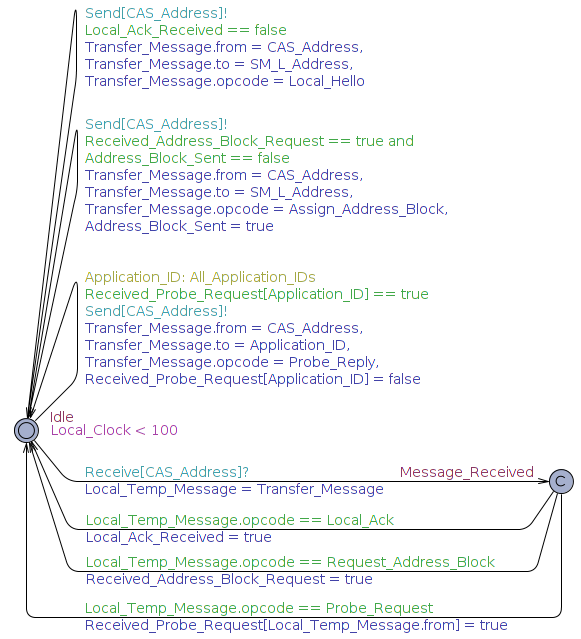 Send[CAS_Address]!
Local_Ack_Received == false
Transfer_Message.from = CAS_Address,
Transfer_Message.to = SM_L_Address,
Transfer_Message.opcode = Local_Hello
Send[CAS_Address]!
Received_Address_Block_Request == true and
Address_Block_Sent == false
Transfer_Message.from = CAS_Address,
Transfer_Message.to = SM_L_Address,
Transfer_Message.opcode = Assign_Address_Block,
Address_Block_Sent = true
Application_ID: All_Application_IDs
Received_Probe_Request[Application_ID] == true
Send[CAS_Address]!
Transfer_Message.from = CAS_Address,
Transfer_Message.to = Application_ID,
Transfer_Message.opcode = Probe_Reply,
Received_Probe_Request[Application_ID] = false
Idle
Local_Clock < 100
Receive[CAS_Address]?
Message_Received
C
Local_Temp_Message = Transfer_Message
Local_Temp_Message.opcode == Local_Ack
Local_Ack_Received = true
Local_Temp_Message.opcode == Request_Address_Block
Received_Address_Block_Request = true
Local_Temp_Message.opcode == Probe_Request
Received_Probe_Request[Local_Temp_Message.from] = true